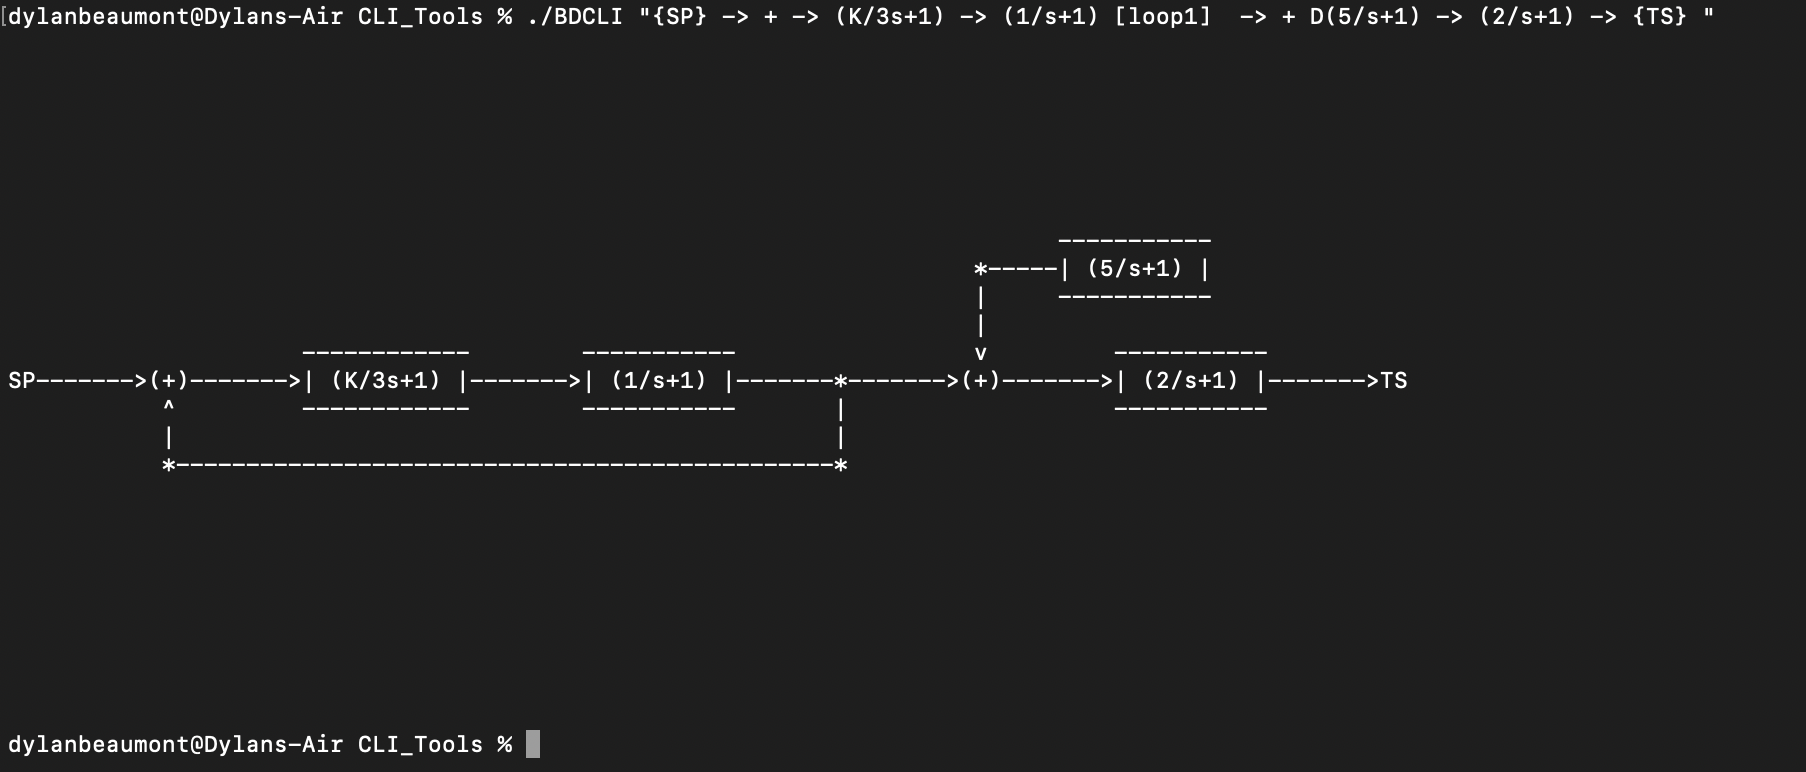 dylanbeaumont@Dylans-Air CLI_Tools % ./BDCLI "{SP} -> + -> (K/3s+1) -> (1/s+1) [loop1]  -> + D(5/s+1) -> (2/s+1) -> {TS} "
-----------
*-----| (5/s+1) |
|     -----------
|
------------        -----------                 v         -----------
SP------->(+)------->| (K/3s+1) |------->| (1/s+1) |-------*------->(+)------->| (2/s+1) |------->TS
^         ------------        -----------       |                   -----------
|                                               |
*-----------------------------------------------*
dylanbeaumont@Dylans-Air CLI_Tools %